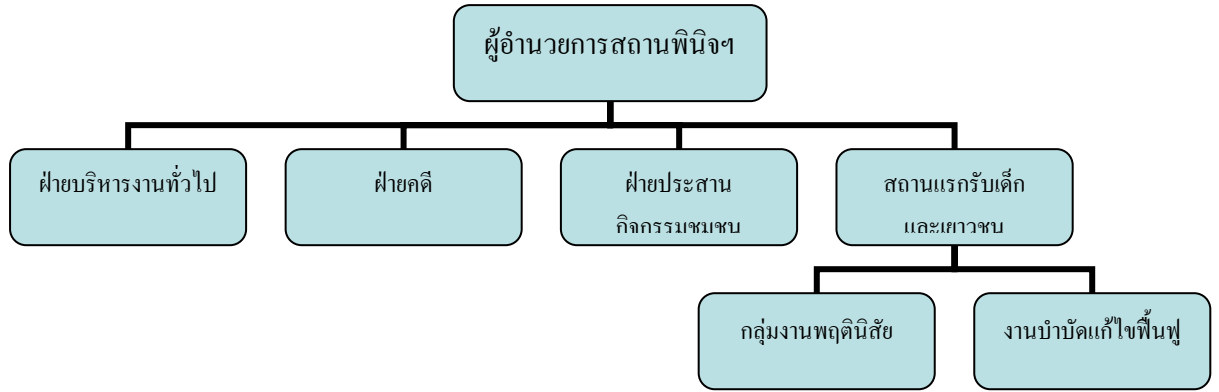 ผู้อำนวยการสถานพินิจฯ
ฝ่ายบริหารงานทั่วไป
ฝ่ายคดี
ฝ่ายประสาน
กิจกรรมชุมชน
สถานแรกรับเด็ก
และเยาวชน
กลุ่มงานพฤตินิสัย
งานบำบัดแก้ไขฟื้นฟู